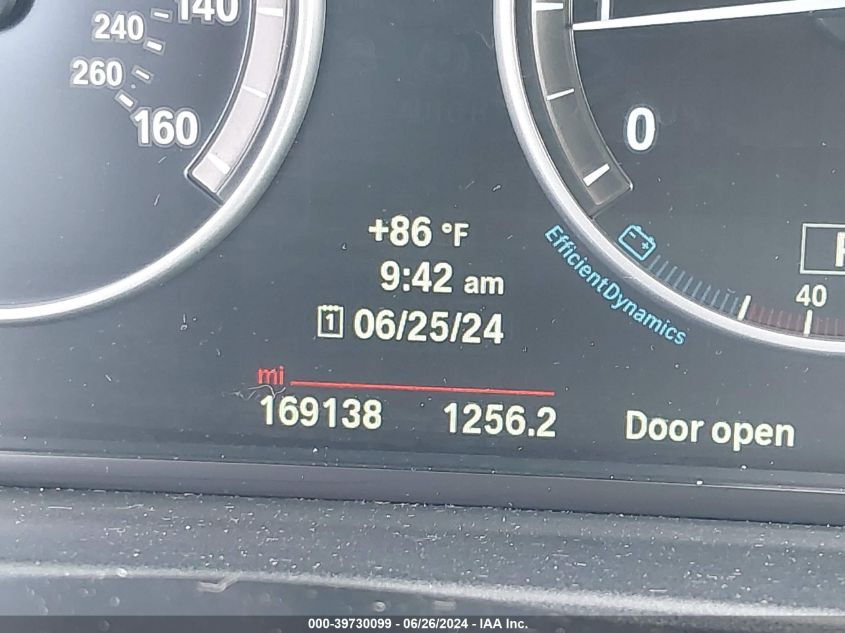 140
240
260
160
0
+86 °F
9:42 am
1 06/25/24
EfficientDynamics
40
mi
169138 1256.2 Door open
000-39730099 - 06/26/2024 - IAA Inc.